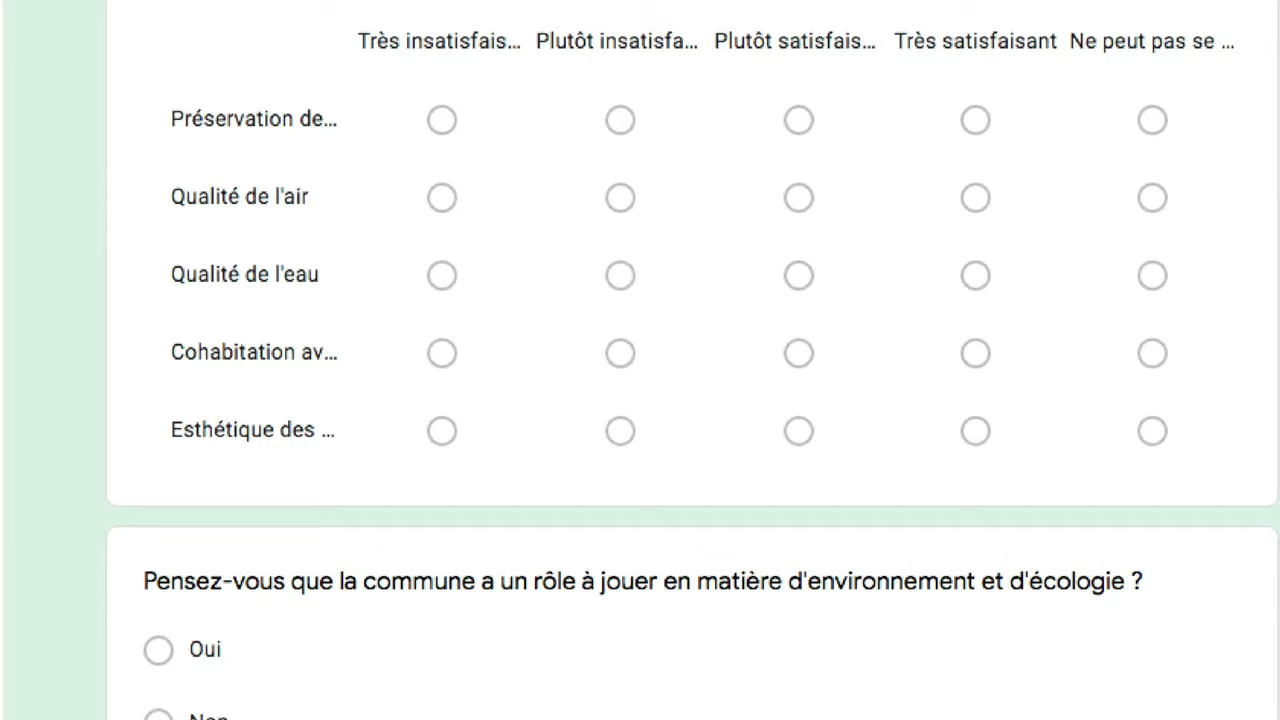 Très insatisfais... Plutôt insatisfa... Plutôt satisfais... Très satisfaisant Ne peut pas se ...
Préservation de...
Qualité de l'air
Qualité de l'eau
Cohabitation av...
Esthétique des ...
Pensez-vous que la commune a un rôle à jouer en matière d'environnement et d'écologie ?
Oui
Non